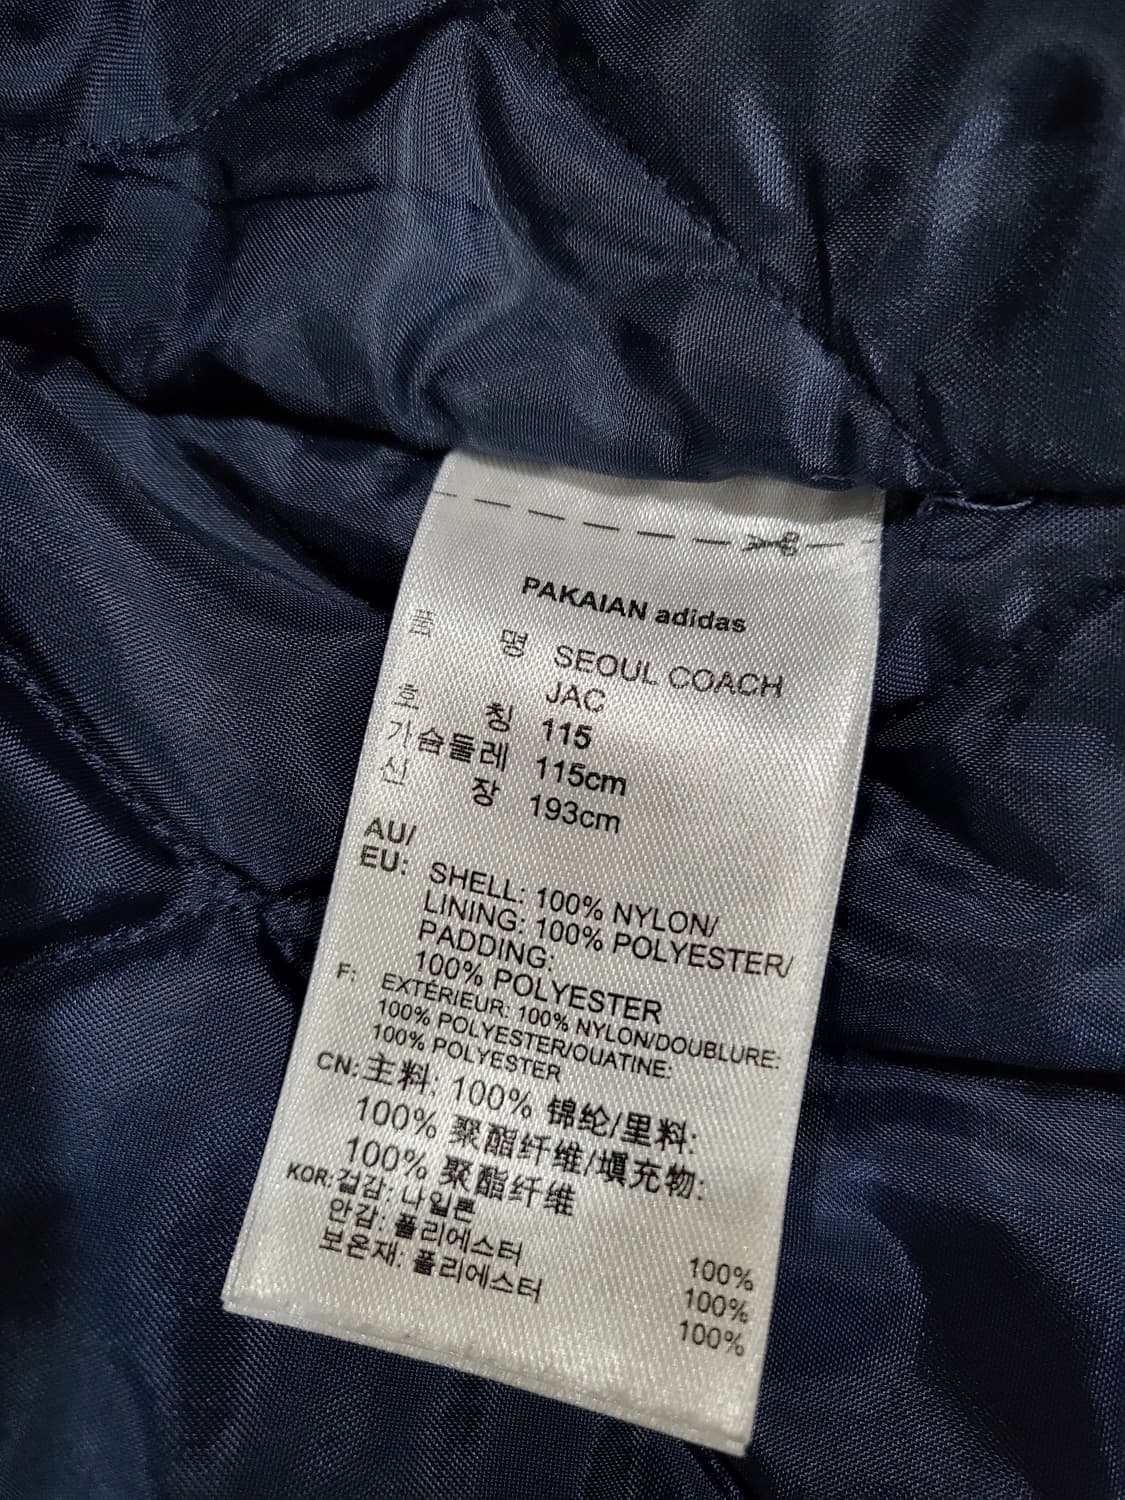 PAKAIAN adidas
품 명 SEOUL COACH
JAC
호 칭 115
가슴둘레 115cm
신 장 193cm
AU/
EU: SHELL: 100% NYLON/
LINING: 100% POLYESTER/
PADDING:
100% POLYESTER
F: EXTÉRIEUR: 100% NYLON/DOUBLURE:
100% POLYESTER/OUATINE:
100% POLYESTER
CN: 主料: 100% 锦纶/里料:
100% 聚酯纤维/填充物:
100% 聚酯纤维
KOR: 겉감: 나일론 100%
안감: 폴리에스터 100%
보온재: 폴리에스터 100%